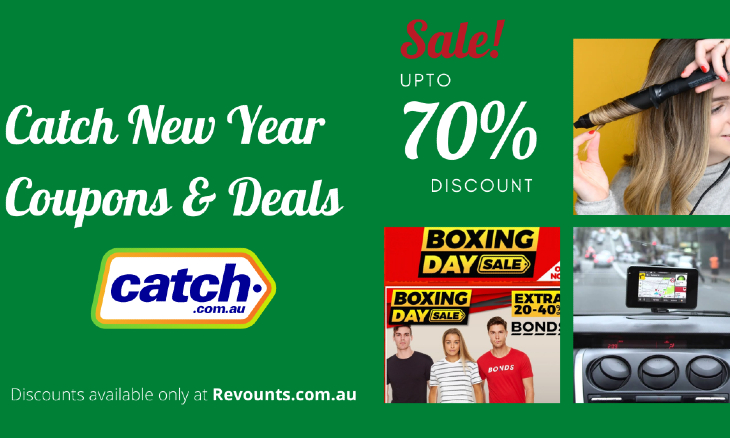 Catch New Year
Coupons & Deals
catch.
.com.au
Discounts available only at Revounts.com.au
Sale!
UPTO
70%
DISCOUNT
BOXING
DAY SALE
BOXING
DAY SALE
EXTRA
20-40%
BONDS
BONDS